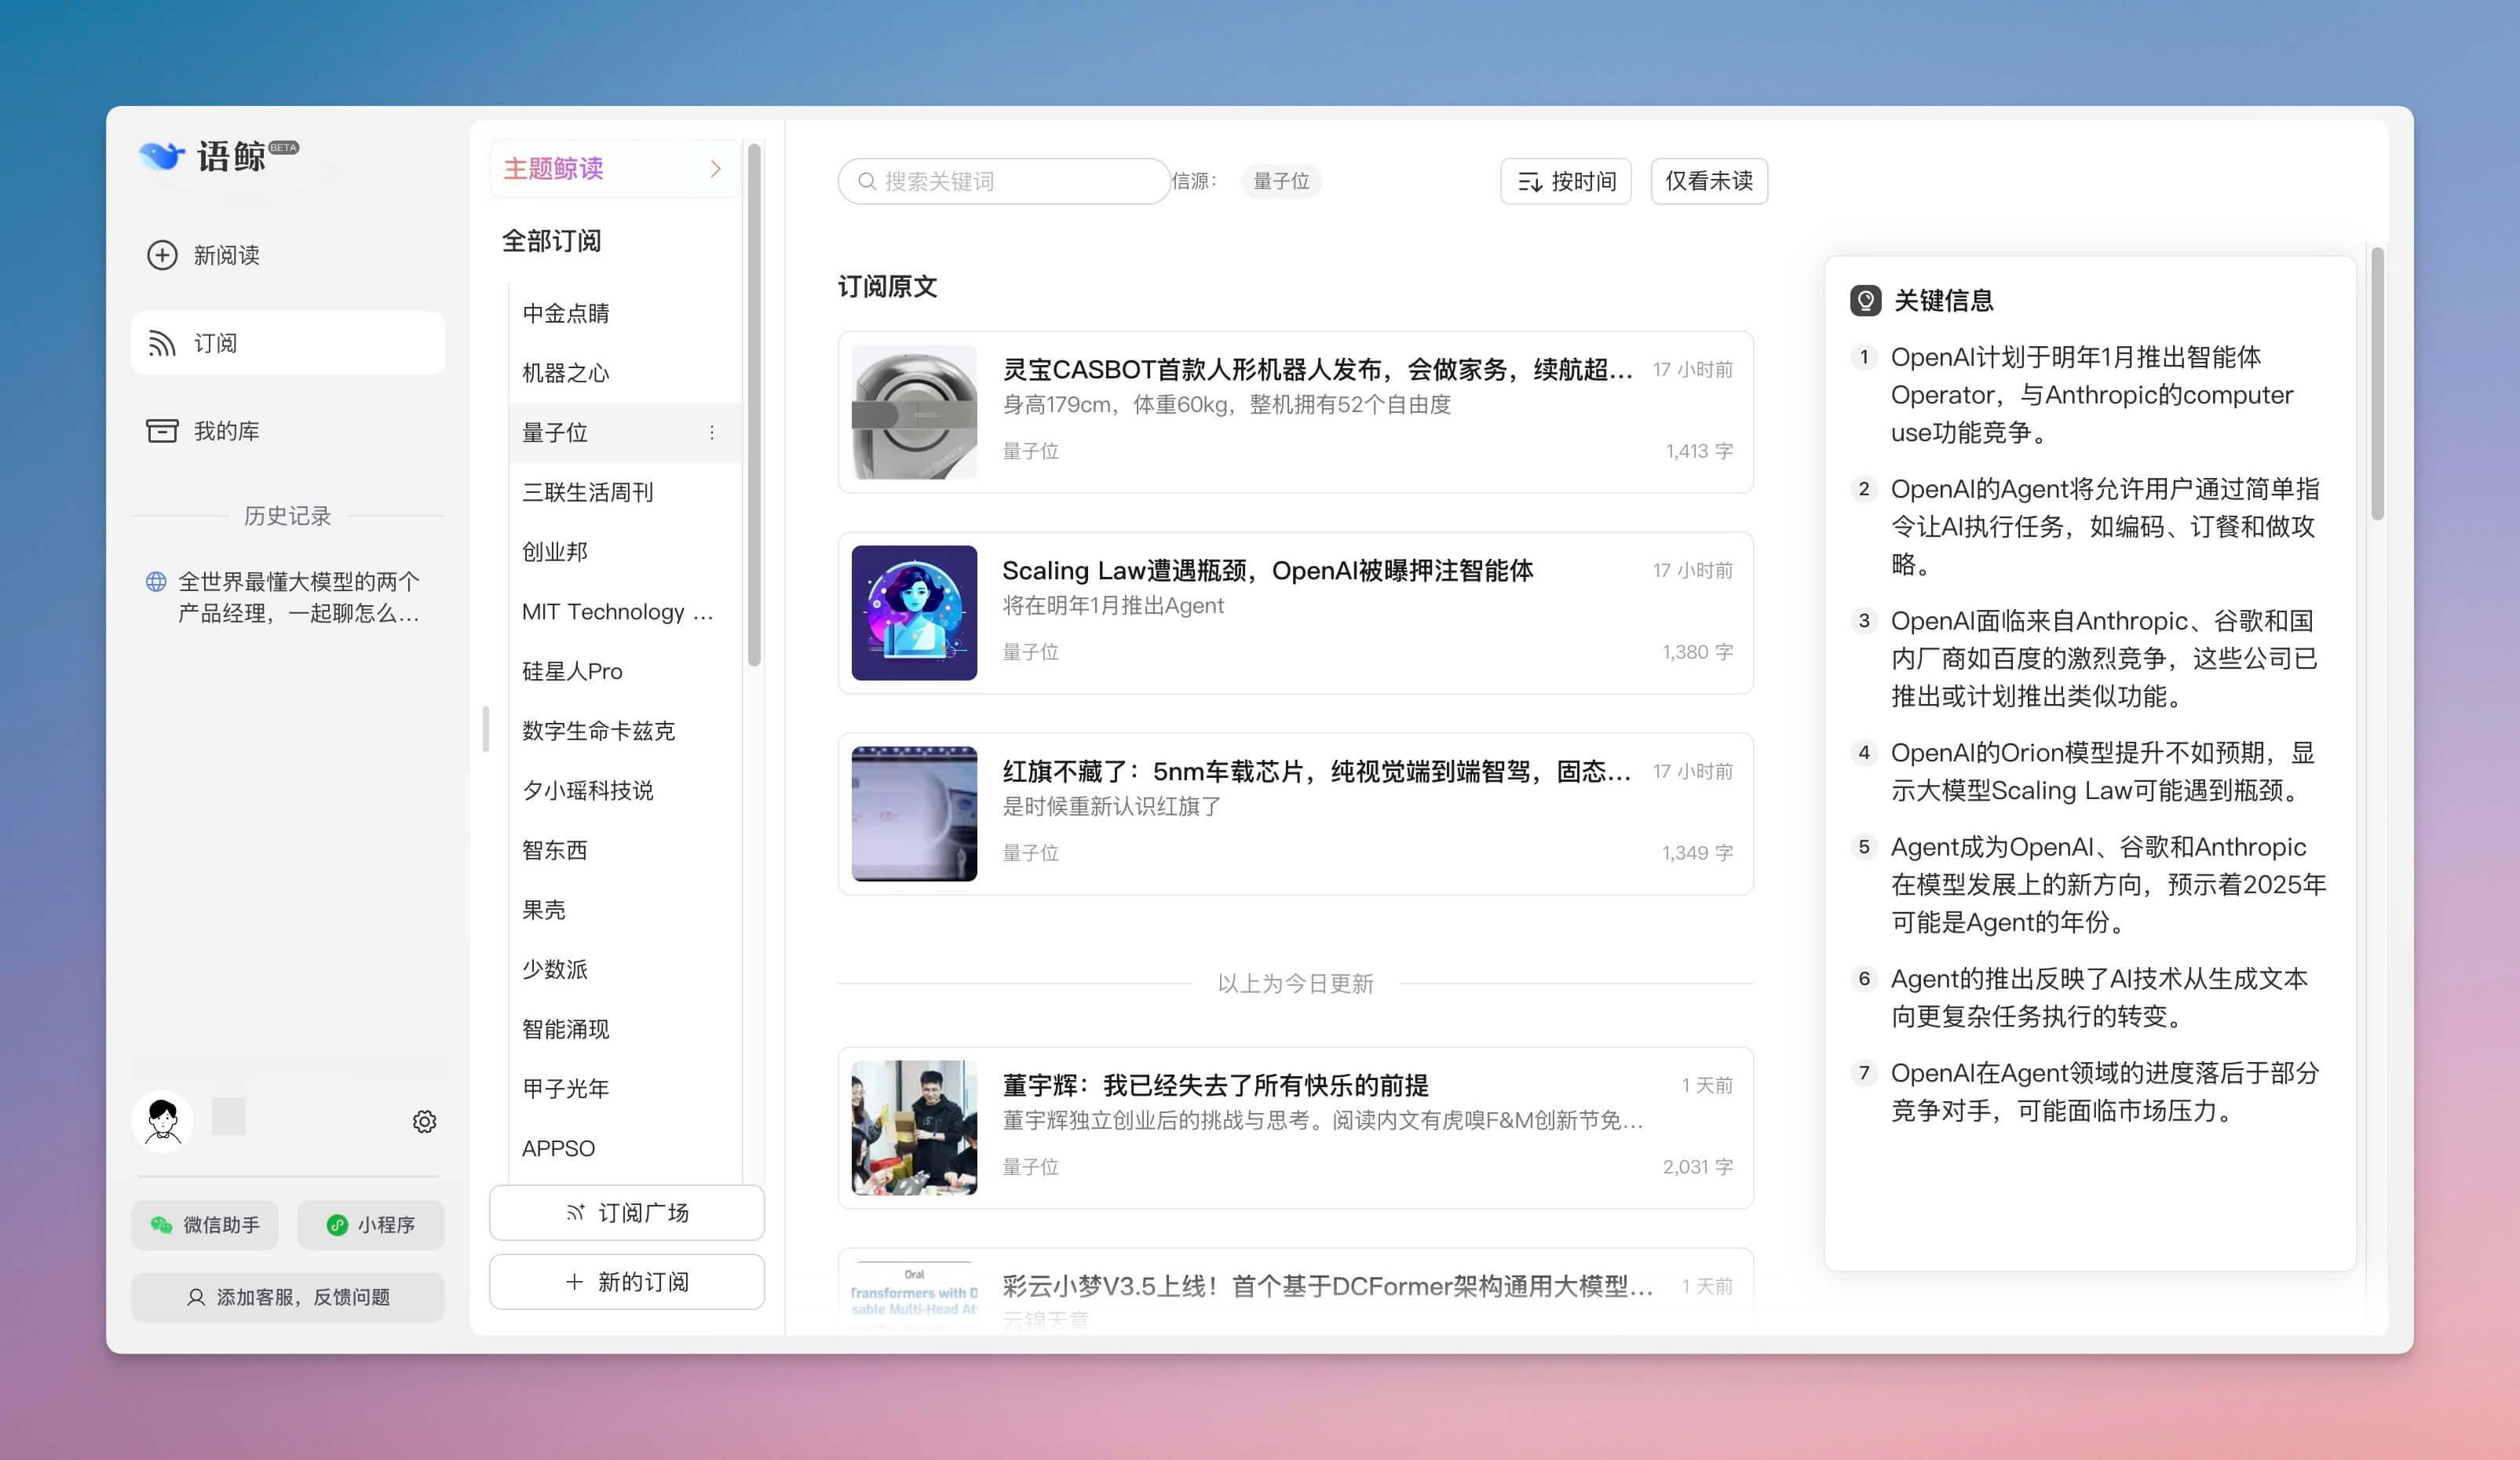 语鲸 BETA
新阅读
订阅
我的库
历史记录
全世界最懂大模型的两个
产品经理，一起聊怎么...
微信助手
小程序
添加客服，反馈问题
主题鲸读
全部订阅
中金点睛
机器之心
量子位
三联生活周刊
创业邦
MIT Technology ...
硅星人Pro
数字生命卡兹克
夕小瑶科技说
智东西
果壳
少数派
智能涌现
甲子光年
APPSO
订阅广场
新的订阅
搜索关键词
信源：
量子位
按时间
仅看未读
订阅原文
灵宝CASBOT首款人形机器人发布，会做家务，续航超...
17 小时前
身高179cm，体重60kg，整机拥有52个自由度
量子位
1,413 字
Scaling Law遭遇瓶颈，OpenAI被曝押注智能体
17 小时前
将在明年1月推出Agent
量子位
1,380 字
红旗不藏了：5nm车载芯片，纯视觉端到端智驾，固态...
17 小时前
是时候重新认识红旗了
量子位
1,349 字
以上为今日更新
董宇辉：我已经失去了所有快乐的前提
1 天前
董宇辉独立创业后的挑战与思考。阅读内文有虎嗅F&M创新节免...
量子位
2,031 字
Oral
Transformers with D
sable Multi-Head At
彩云小梦V3.5上线！首个基于DCFormer架构通用大模型...
1 天前
云锦天章
关键信息
1 OpenAI计划于明年1月推出智能体
Operator，与Anthropic的computer
use功能竞争。
2 OpenAI的Agent将允许用户通过简单指
令让AI执行任务，如编码、订餐和做攻
略。
3 OpenAI面临来自Anthropic、谷歌和国
内厂商如百度的激烈竞争，这些公司已
推出或计划推出类似功能。
4 OpenAI的Orion模型提升不如预期，显
示大模型Scaling Law可能遇到瓶颈。
5 Agent成为OpenAI、谷歌和Anthropic
在模型发展上的新方向，预示着2025年
可能是Agent的年份。
6 Agent的推出反映了AI技术从生成文本
向更复杂任务执行的转变。
7 OpenAI在Agent领域的进度落后于部分
竞争对手，可能面临市场压力。